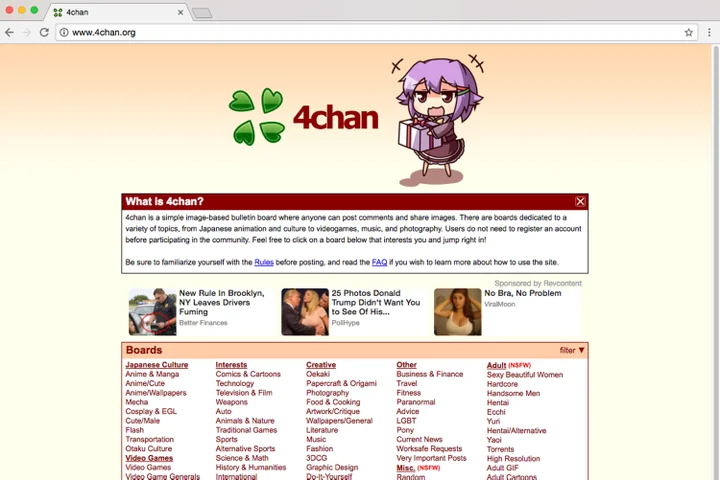 4chan
www.4chan.org
4chan
What is 4chan?
4chan is a simple image-based bulletin board where anyone can post comments and share images. There are boards dedicated to a
variety of topics, from Japanese animation and culture to videogames, music, and photography. Users do not need to register an account
before participating in the community. Feel free to click on a board below that interests you and jump right in!
Be sure to familiarize yourself with the Rules before posting, and read the FAQ if you wish to learn more about how to use the site.
Sponsored by Revcontent
New Rule In Brooklyn,
NY Leaves Drivers
Fuming
Better Finances
25 Photos Donald
Trump Didn't Want You
to See Of His...
PollHype
No Bra, No Problem
ViralMoon
Boards
filter ▼
Japanese Culture
Anime & Manga
Anime/Cute
Anime/Wallpapers
Mecha
Cosplay & EGL
Cute/Male
Flash
Transportation
Otaku Culture
Video Games
Video Games
Video Game Generals
Interests
Comics & Cartoons
Technology
Television & Film
Weapons
Auto
Animals & Nature
Traditional Games
Sports
Alternative Sports
Science & Math
History & Humanities
International
Creative
Oekaki
Papercraft & Origami
Photography
Food & Cooking
Artwork/Critique
Wallpapers/General
Literature
Music
Fashion
3DCG
Graphic Design
Do-It-Yourself
Other
Business & Finance
Travel
Fitness
Paranormal
Advice
LGBT
Pony
Current News
Worksafe Requests
Very Important Posts
Misc. (NSFW)
Random
Adult (NSFW)
Sexy Beautiful Women
Hardcore
Handsome Men
Hentai
Ecchi
Yuri
Hentai/Alternative
Yaoi
Torrents
High Resolution
Adult GIF
Adult Cartoons